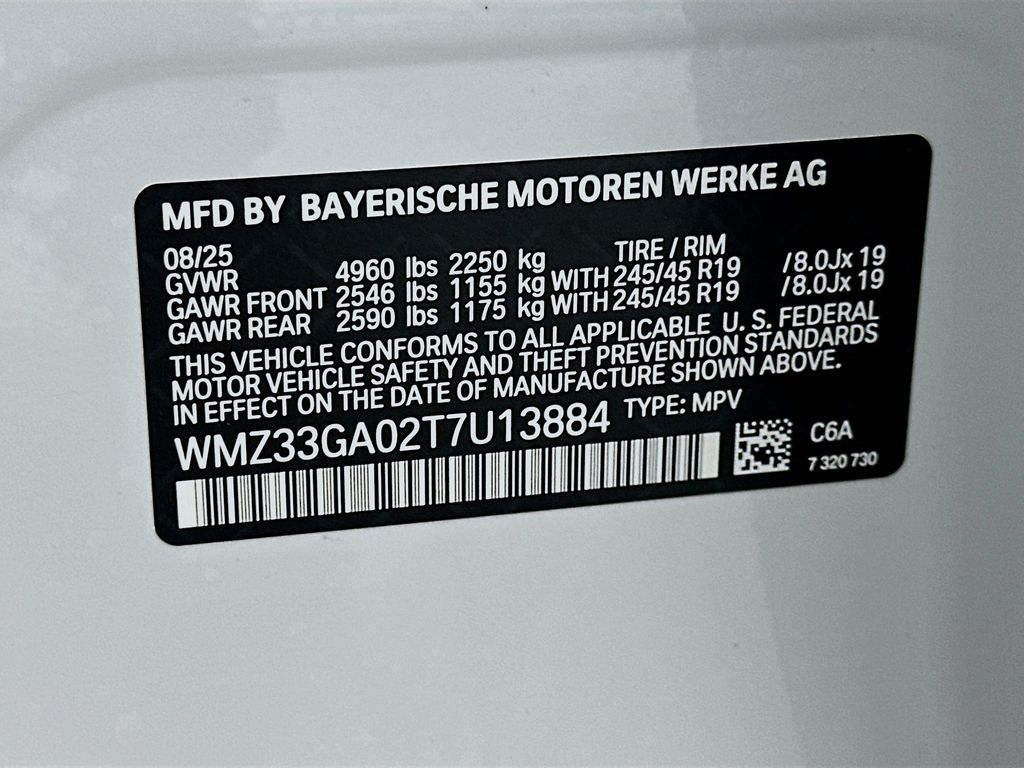 MFD BY BAYERISCHE MOTOREN WERKE AG
08/25 TIRE / RIM
GVWR 4960 lbs 2250 kg
GAWR FRONT 2546 lbs 1155 kg WITH 245/45 R19 /8.0Jx 19
GAWR REAR 2590 lbs 1175 kg WITH 245/45 R19 /8.0Jx 19
THIS VEHICLE CONFORMS TO ALL APPLICABLE U. S. FEDERAL
MOTOR VEHICLE SAFETY AND THEFT PREVENTION STANDARDS
IN EFFECT ON THE DATE OF MANUFACTURE SHOWN ABOVE.
WMZ33GA02T7U13884 TYPE: MPV
C6A
7 320 730